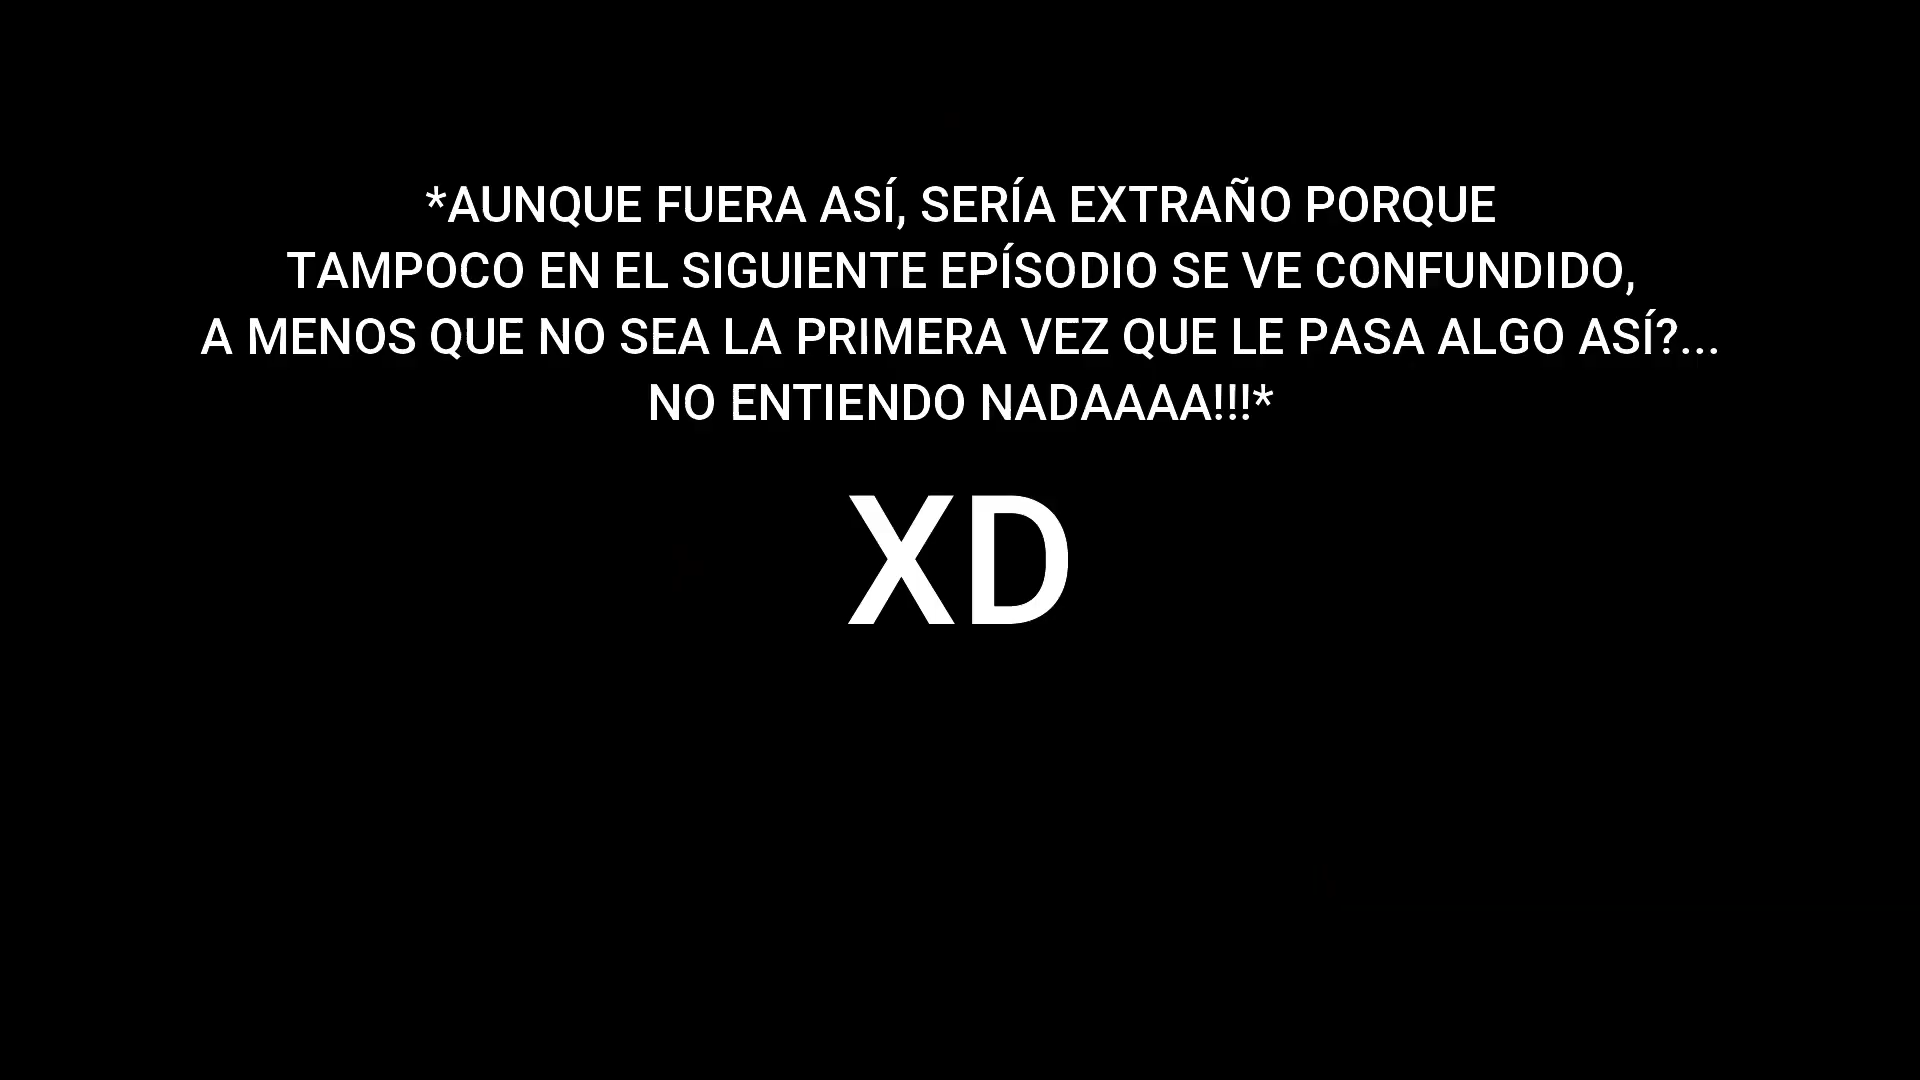 *AUNQUE FUERA ASÍ, SERÍA EXTRAÑO PORQUE
TAMPOCO EN EL SIGUIENTE EPÍSODIO SE VE CONFUNDIDO,
A MENOS QUE NO SEA LA PRIMERA VEZ QUE LE PASA ALGO ASÍ?...
NO ENTIENDO NADAAAA!!!*
XD